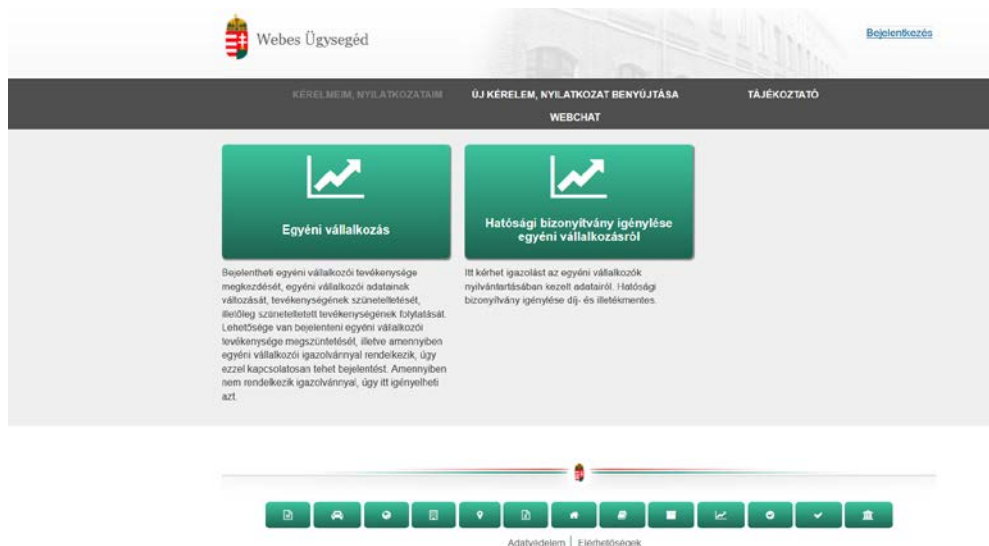 Webes Ügysegéd
Bejelentkezés
KÉRELMEIM, NYILATKOZATAIM
ÚJ KÉRELEM, NYILATKOZAT BENYÚJTÁSA
TÁJÉKOZTATÓ
WEBCHAT
Egyéni vállalkozás
Hatósági bizonyítvány igénylése
egyéni vállalkozásról
Bejelentheti egyéni vállalkozói tevékenysége
megkezdését, egyéni vállalkozói adatainak
változását, tevékenységének szüneteltetését,
illetőleg szüneteltetett tevékenységének folytatását.
Lehetősége van bejelenteni egyéni vállalkozói
tevékenysége megszüntetését, illetve amennyiben
egyéni vállalkozói igazolvánnyal rendelkezik, úgy
ezzel kapcsolatosan tehet bejelentést. Amennyiben
nem rendelkezik igazolvánnyal, úgy itt igényelheti
azt.
Itt kérhet igazolást az egyéni vállalkozók
nyilvántartásában kezelt adatairól. Hatósági
bizonyítvány igénylése díj- és illetékmentes.
Adatvédelem | Elérhetőségek